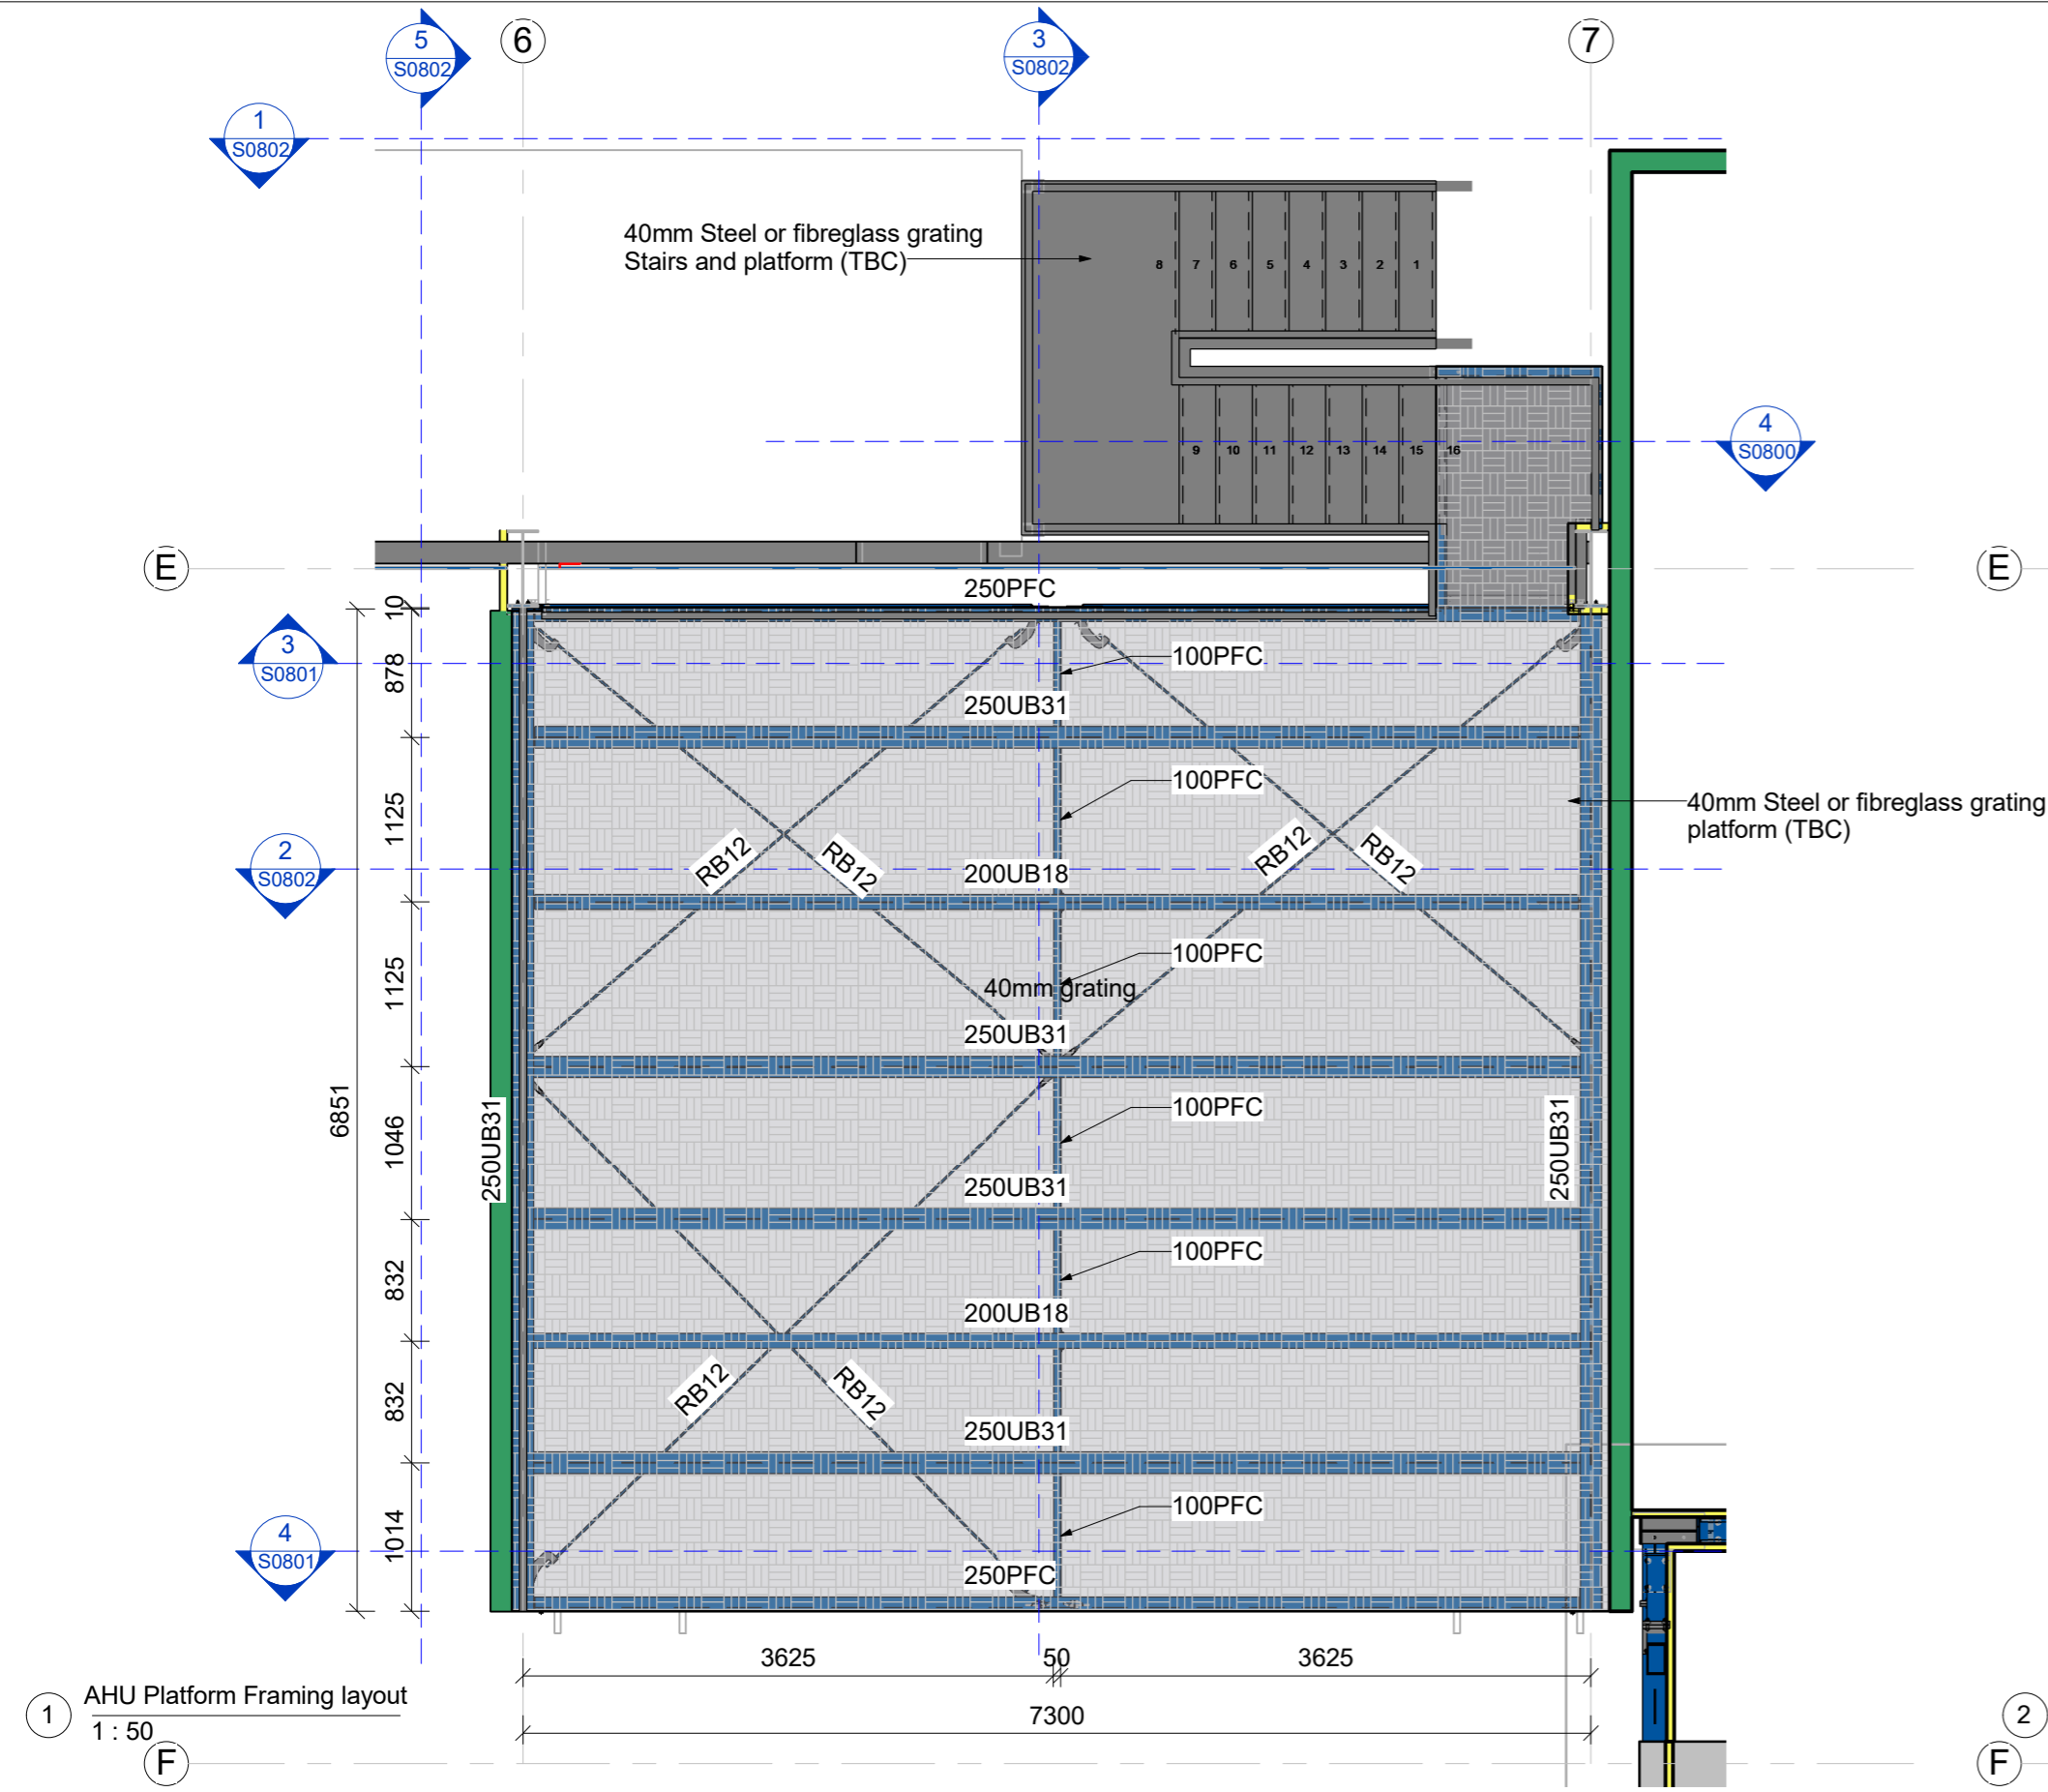 5
S0802
6
3
S0802
7
1
S0802
40mm Steel or fibreglass grating
Stairs and platform (TBC)
8 7 6 5 4 3 2 1
9 10 11 12 13 14 15 16
4
S0800
E
E
250PFC
10
3
S0801
878
100PFC
250UB31
1125
100PFC
40mm Steel or fibreglass grating
platform (TBC)
RB12
RB12
RB12
RB12
2
S0802
200UB18
1125
100PFC
40mm grating
250UB31
6851
1046
250UB31
100PFC
250UB31
250UB31
832
100PFC
200UB18
832
RB12
RB12
250UB31
1014
100PFC
4
S0801
250PFC
3625
50
3625
7300
1
AHU Platform Framing layout
1 : 50
2
F
F